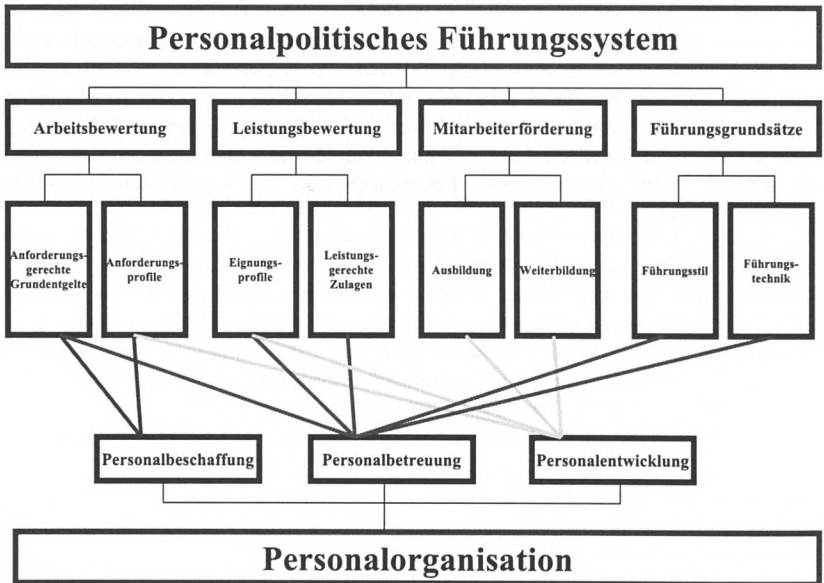 Personalpolitisches Führungssystem
Arbeitsbewertung
Leistungsbewertung
Mitarbeiterförderung
Führungsgrundsätze
Anforderungs-
gerechte
Grundentgelte
Anforderungs-
profile
Eignungs-
profile
Leistungs-
gerechte
Zulagen
Ausbildung
Weiterbildung
Führungsstil
Führungs-
technik
Personalbeschaffung
Personalbetreuung
Personalentwicklung
Personalorganisation